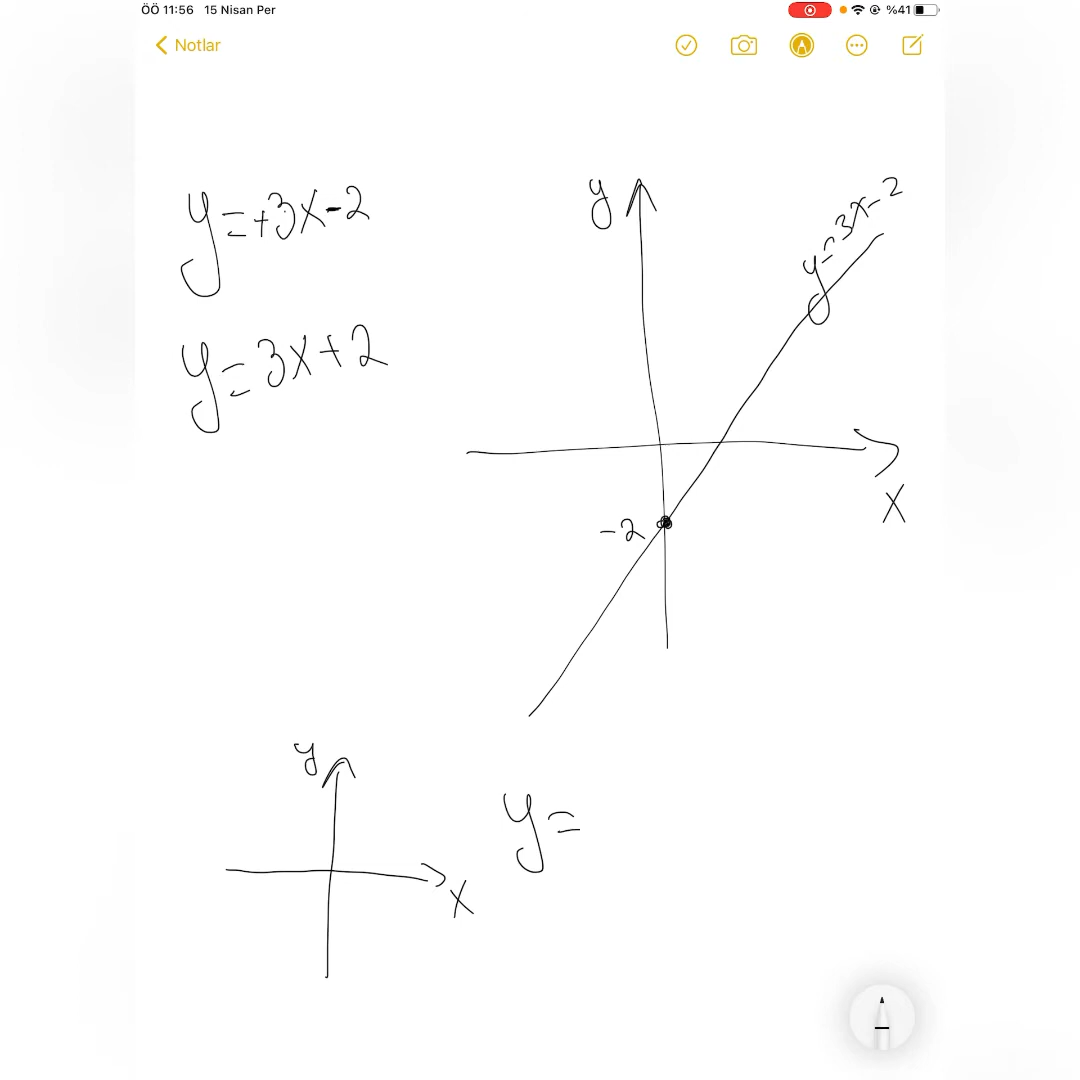 ÖÖ 11:56 15 Nisan Per %41
Notlar
y=+3x-2
y=3x+2
y
y=3x-2
x
-2
y
x
y=